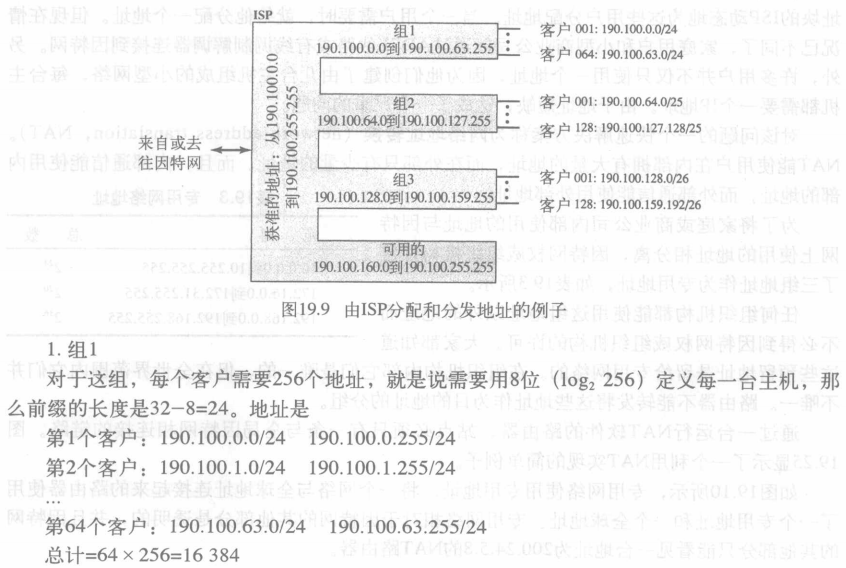 ISP
获准的地址：从190.100.0.0
到190.100.255.255
来自或去
往因特网
组1
190.100.0.0到190.100.63.255
客户 001: 190.100.0.0/24
客户 064: 190.100.63.0/24
组2
190.100.64.0到190.100.127.255
客户 001: 190.100.64.0/25
客户 128: 190.100.127.128/25
组3
190.100.128.0到190.100.159.255
客户 001: 190.100.128.0/26
客户 128: 190.100.159.192/26
可用的
190.100.160.0到190.100.255.255
图19.9 由ISP分配和分发地址的例子
1. 组1
对于这组，每个客户需要256个地址，就是说需要用8位（log₂ 256）定义每一台主机，那
么前缀的长度是32−8=24。地址是
第1个客户：190.100.0.0/24 190.100.0.255/24
第2个客户：190.100.1.0/24 190.100.1.255/24
…
第64个客户：190.100.63.0/24 190.100.63.255/24
总计=64×256=16 384